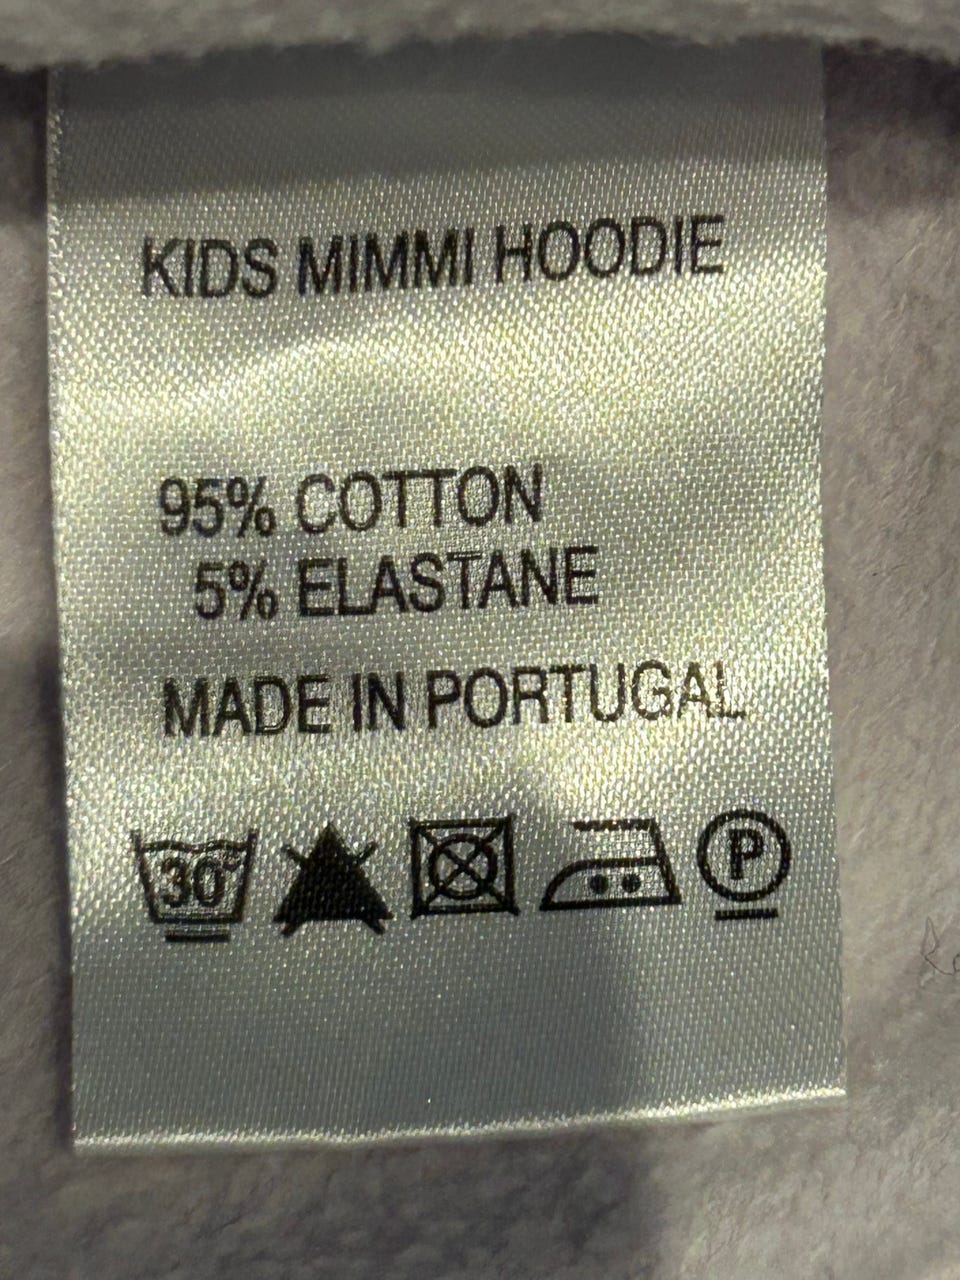 KIDS MIMMI HOODIE
95% COTTON
5% ELASTANE
MADE IN PORTUGAL
30° P